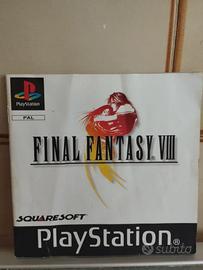 PlayStation
PAL
FINAL FANTASY VIII
SQUARESOFT
PlayStation®
subito